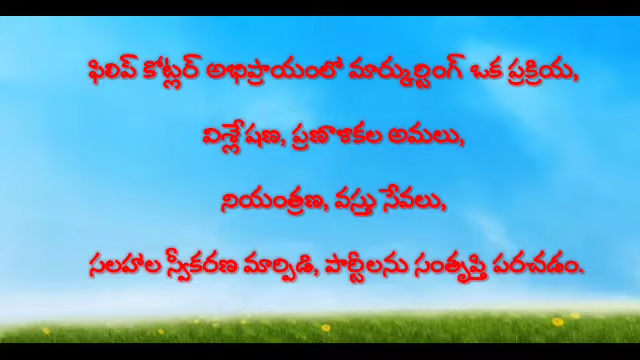 ఫిలిప్ కోట్లర్ అభిప్రాయంలో మార్కెట్టింగ్ ఒక ప్రక్రియ,
విశ్లేషణ, ప్రణాళికల అమలు,
నియంత్రణ, వస్తు సేవలు,
సలహాల స్వీకరణ మార్పిడి, పార్టీలను సంతృప్తి పరచడం.